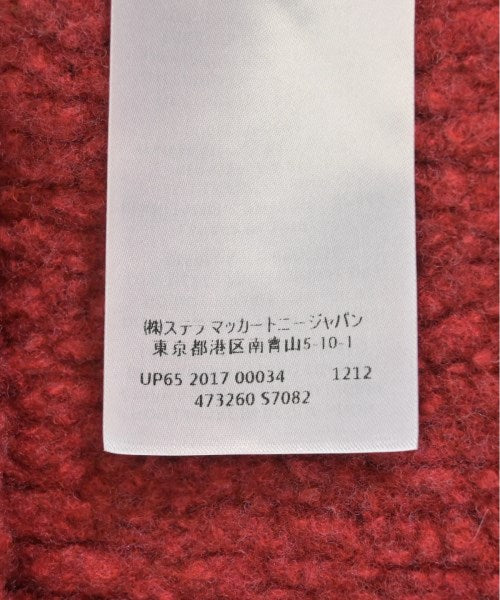 ㈱ステラ マッカートニージャパン
東京都港区南青山5-10-1
UP65 2017 00034 1212
473260 S7082